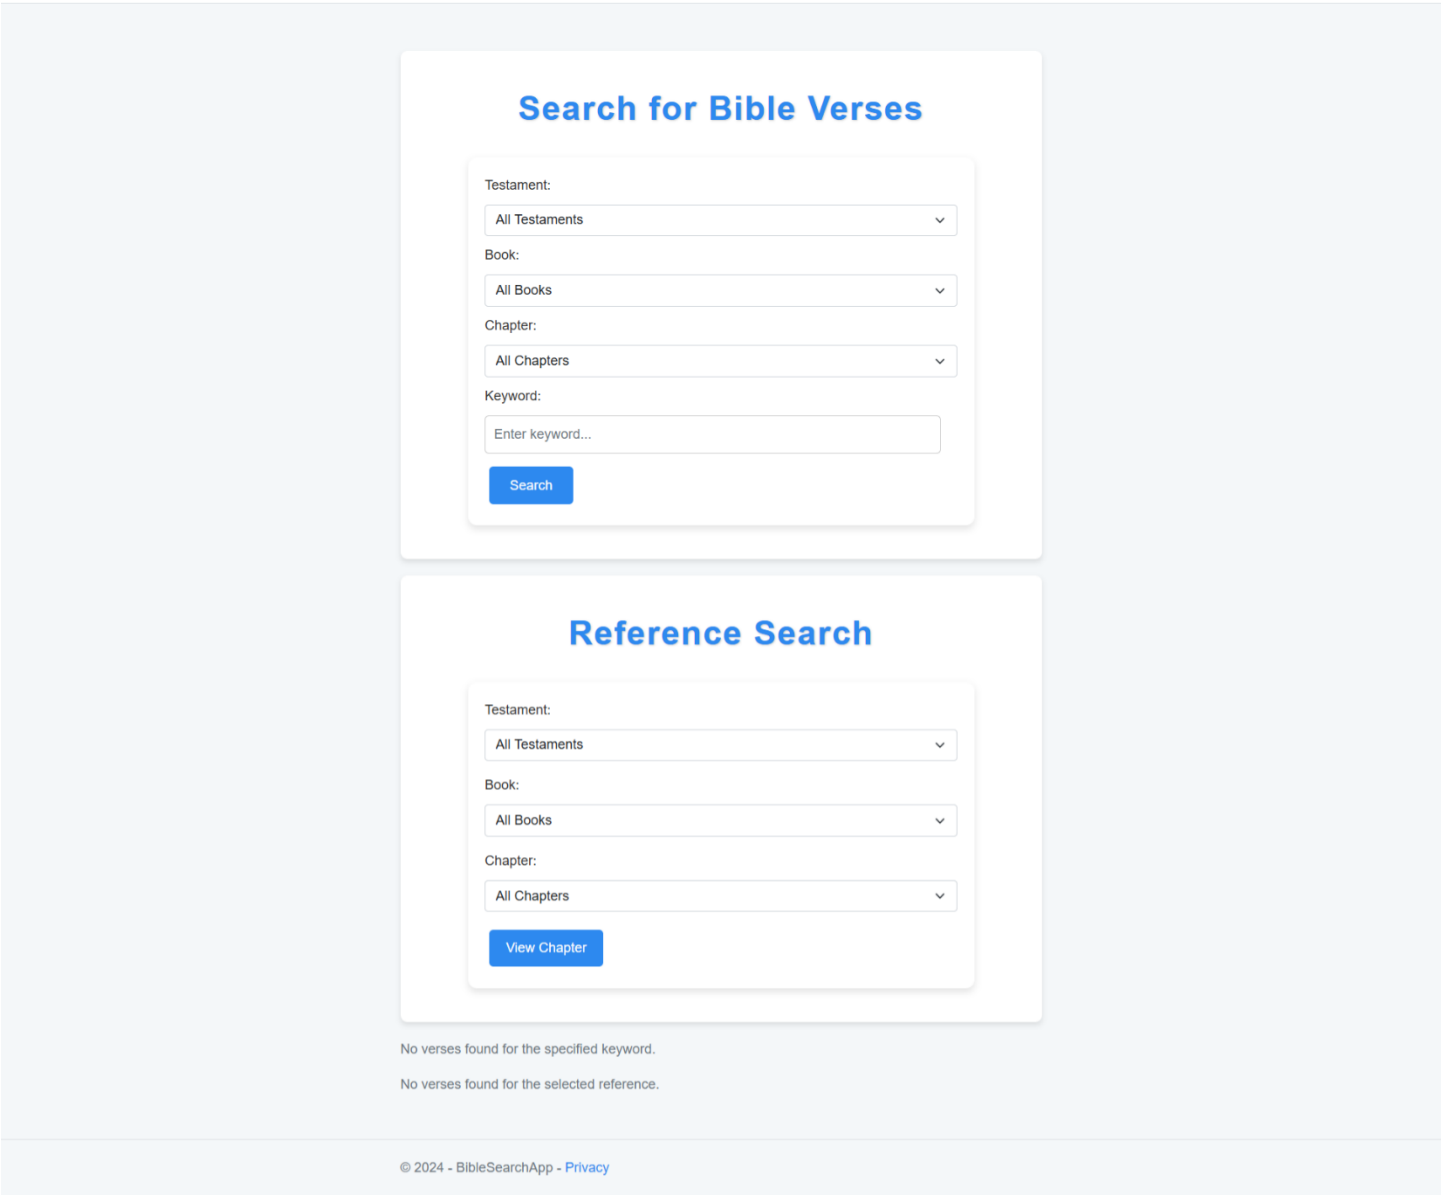 Search for Bible Verses
Testament:
All Testaments
Book:
All Books
Chapter:
All Chapters
Keyword:
Enter keyword...
Search
Reference Search
Testament:
All Testaments
Book:
All Books
Chapter:
All Chapters
View Chapter
No verses found for the specified keyword.
No verses found for the selected reference.
© 2024 - BibleSearchApp - Privacy